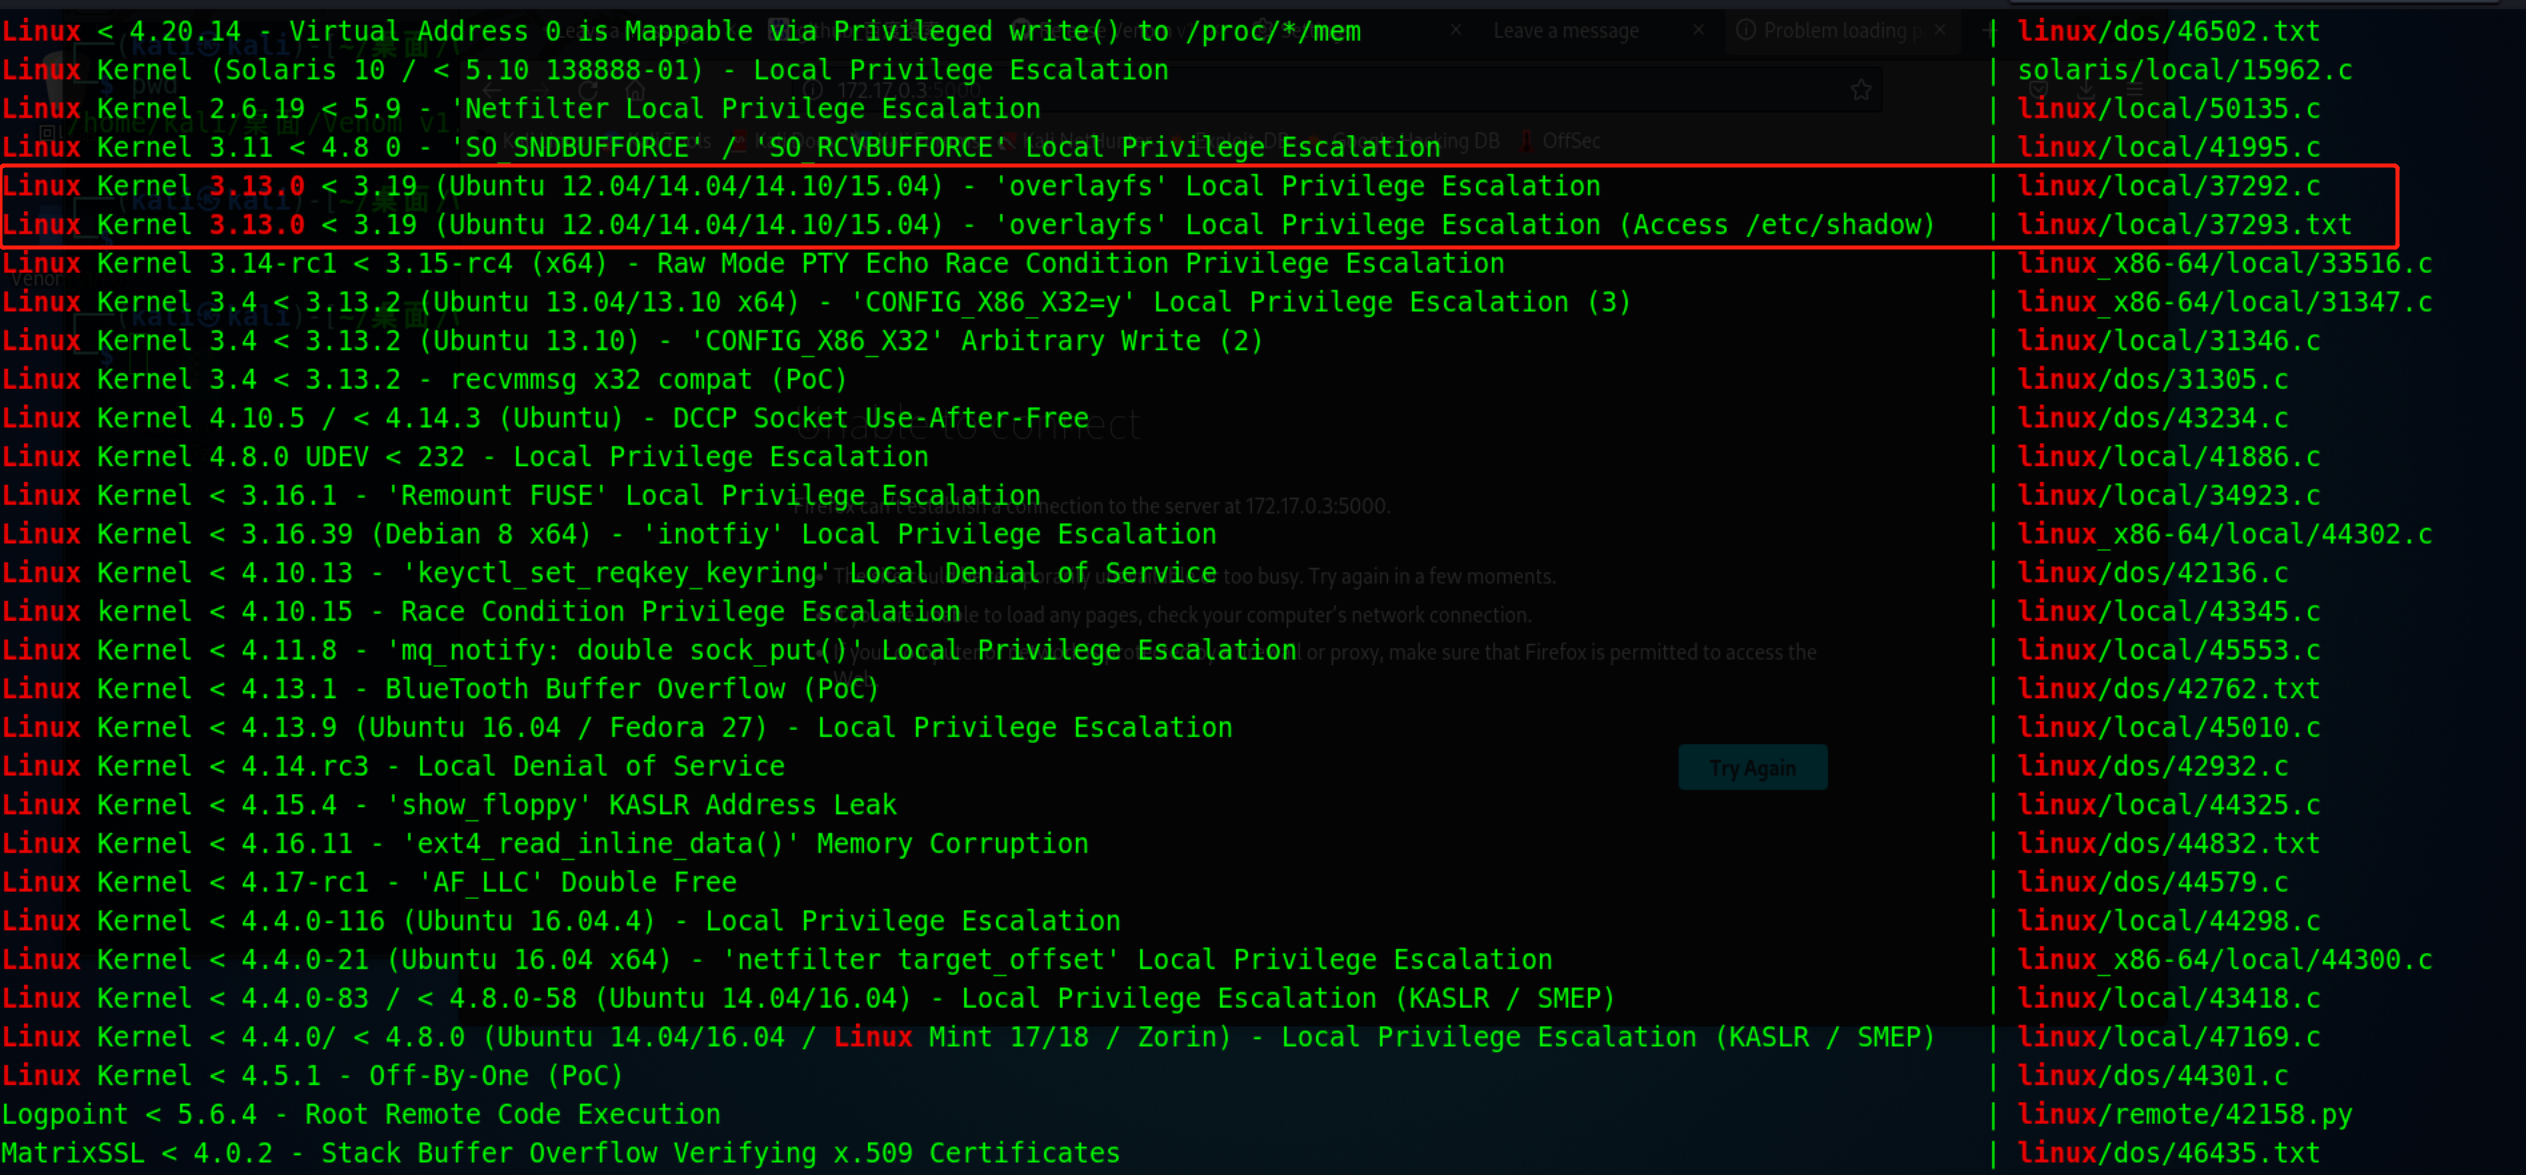 Linux < 4.20.14 - Virtual Address 0 is Mappable via Privileged write() to /proc/*/mem | linux/dos/46502.txt
Linux Kernel (Solaris 10 / < 5.10 138888-01) - Local Privilege Escalation | solaris/local/15962.c
Linux Kernel 2.6.19 < 5.9 - 'Netfilter Local Privilege Escalation | linux/local/50135.c
Linux Kernel 3.11 < 4.8 0 - 'SO_SNDBUFFORCE' / 'SO_RCVBUFFORCE' Local Privilege Escalation | linux/local/41995.c
Linux Kernel 3.13.0 < 3.19 (Ubuntu 12.04/14.04/14.10/15.04) - 'overlayfs' Local Privilege Escalation | linux/local/37292.c
Linux Kernel 3.13.0 < 3.19 (Ubuntu 12.04/14.04/14.10/15.04) - 'overlayfs' Local Privilege Escalation (Access /etc/shadow) | linux/local/37293.txt
Linux Kernel 3.14-rc1 < 3.15-rc4 (x64) - Raw Mode PTY Echo Race Condition Privilege Escalation | linux_x86-64/local/33516.c
Linux Kernel 3.4 < 3.13.2 (Ubuntu 13.04/13.10 x64) - 'CONFIG_X86_X32=y' Local Privilege Escalation (3) | linux_x86-64/local/31347.c
Linux Kernel 3.4 < 3.13.2 (Ubuntu 13.10) - 'CONFIG_X86_X32' Arbitrary Write (2) | linux/local/31346.c
Linux Kernel 3.4 < 3.13.2 - recvmmsg x32 compat (PoC) | linux/dos/31305.c
Linux Kernel 4.10.5 / < 4.14.3 (Ubuntu) - DCCP Socket Use-After-Free | linux/dos/43234.c
Linux Kernel 4.8.0 UDEV < 232 - Local Privilege Escalation | linux/local/41886.c
Linux Kernel < 3.16.1 - 'Remount FUSE' Local Privilege Escalation | linux/local/34923.c
Linux Kernel < 3.16.39 (Debian 8 x64) - 'inotfiy' Local Privilege Escalation | linux_x86-64/local/44302.c
Linux Kernel < 4.10.13 - 'keyctl_set_reqkey_keyring' Local Denial of Service | linux/dos/42136.c
Linux kernel < 4.10.15 - Race Condition Privilege Escalation | linux/local/43345.c
Linux Kernel < 4.11.8 - 'mq_notify: double sock_put()' Local Privilege Escalation | linux/local/45553.c
Linux Kernel < 4.13.1 - BlueTooth Buffer Overflow (PoC) | linux/dos/42762.txt
Linux Kernel < 4.13.9 (Ubuntu 16.04 / Fedora 27) - Local Privilege Escalation | linux/local/45010.c
Linux Kernel < 4.14.rc3 - Local Denial of Service | linux/dos/42932.c
Linux Kernel < 4.15.4 - 'show_floppy' KASLR Address Leak | linux/local/44325.c
Linux Kernel < 4.16.11 - 'ext4_read_inline_data()' Memory Corruption | linux/dos/44832.txt
Linux Kernel < 4.17-rc1 - 'AF_LLC' Double Free | linux/dos/44579.c
Linux Kernel < 4.4.0-116 (Ubuntu 16.04.4) - Local Privilege Escalation | linux/local/44298.c
Linux Kernel < 4.4.0-21 (Ubuntu 16.04 x64) - 'netfilter target_offset' Local Privilege Escalation | linux_x86-64/local/44300.c
Linux Kernel < 4.4.0-83 / < 4.8.0-58 (Ubuntu 14.04/16.04) - Local Privilege Escalation (KASLR / SMEP) | linux/local/43418.c
Linux Kernel < 4.4.0/ < 4.8.0 (Ubuntu 14.04/16.04 / Linux Mint 17/18 / Zorin) - Local Privilege Escalation (KASLR / SMEP) | linux/local/47169.c
Linux Kernel < 4.5.1 - Off-By-One (PoC) | linux/dos/44301.c
Logpoint < 5.6.4 - Root Remote Code Execution | linux/remote/42158.py
MatrixSSL < 4.0.2 - Stack Buffer Overflow Verifying x.509 Certificates | linux/dos/46435.txt
Leave a message
Problem loading
172.17.0.3:5000
OffSec
Try Again